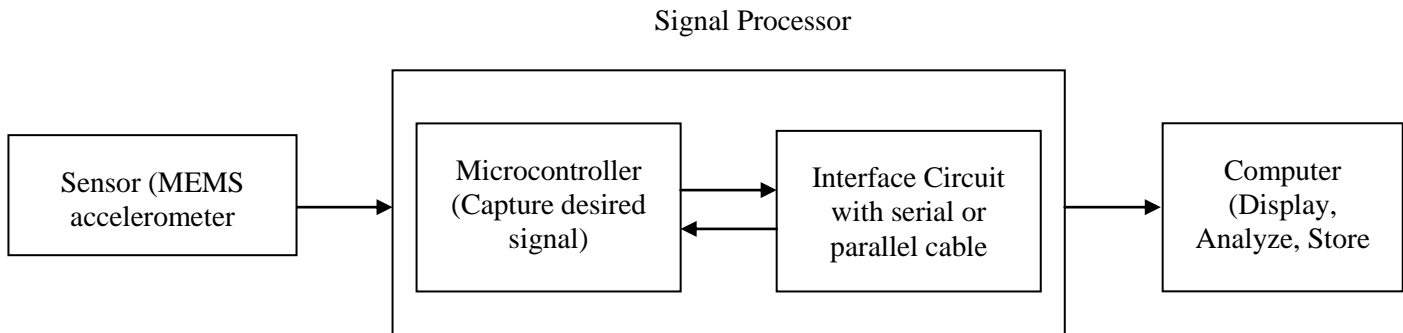 Signal Processor
Sensor (MEMS
accelerometer
Microcontroller
(Capture desired
signal)
Interface Circuit
with serial or
parallel cable
Computer
(Display,
Analyze, Store